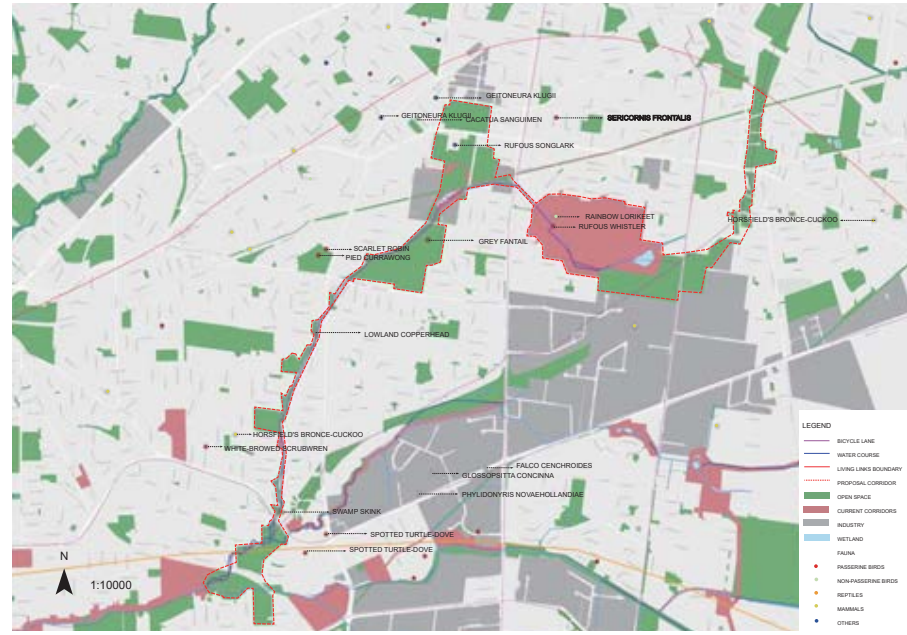 GEITONEURA KLUGII
GEITONEURA KLUGII
CACATUA SANGUIMEN
SERICORNIS FRONTALIS
RUFOUS SONGLARK
RAINBOW LORIKEET
HORSFIELD'S BRONCE-CUCKOO
RUFOUS WHISTLER
GREY FANTAIL
SCARLET ROBIN
PIED CURRAWONG
LOWLAND COPPERHEAD
HORSFIELD'S BRONCE-CUCKOO
WHITE-BROWED-SCRUBWREN
FALCO CENCHROIDES
GLOSSOPSITTA CONCINNA
PHYLIDONYRIS NOVAEHOLLANDIAE
SWAMP SKINK
SPOTTED TURTLE-DOVE
SPOTTED TURTLE-DOVE
N
1:10000
LEGEND
BICYCLE LANE
WATER COURSE
LIVING LINKS BOUNDARY
PROPOSAL CORRIDOR
OPEN SPACE
CURRENT CORRIDORS
INDUSTRY
WETLAND
FAUNA
PASSERINE BIRDS
NON-PASSERINE BIRDS
REPTILES
MAMMALS
OTHERS